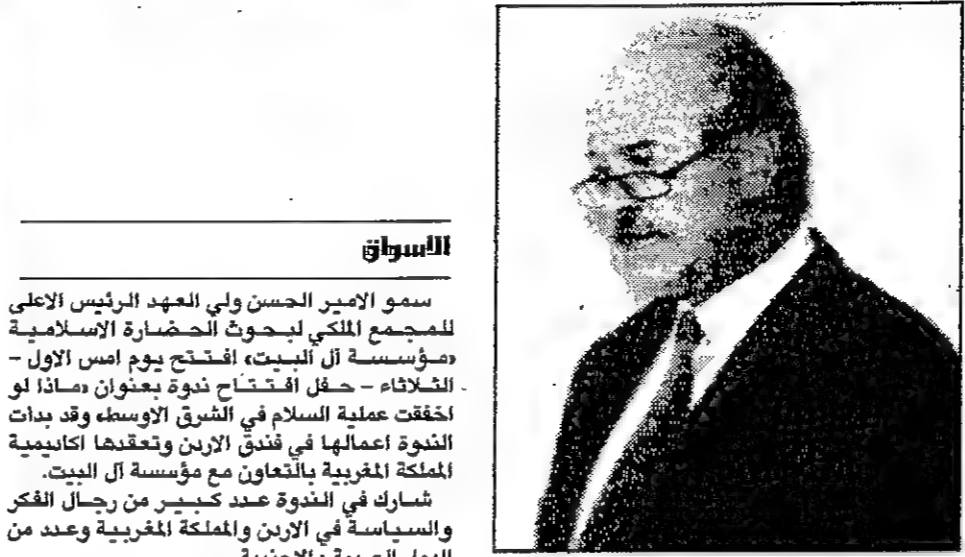 الاسواق
سمو الامير الحسن ولي العهد الرئيس الاعلى
للمجمع الملكي لبحوث الحضارة الاسلامية
«مؤسسة آل البيت» افتتح يوم امس الاول -
الثلاثاء - حفل افتتاح ندوة بعنوان «ماذا لو
اخفقت عملية السلام في الشرق الاوسط» وقد بدات
الندوة اعمالها في فندق الاردن وتعقدها اكاديمية
المملكة المغربية بالتعاون مع مؤسسة آل البيت.
شارك في الندوة عدد كبير من رجال الفكر
والسياسة في الاردن والمملكة المغربية وعدد من